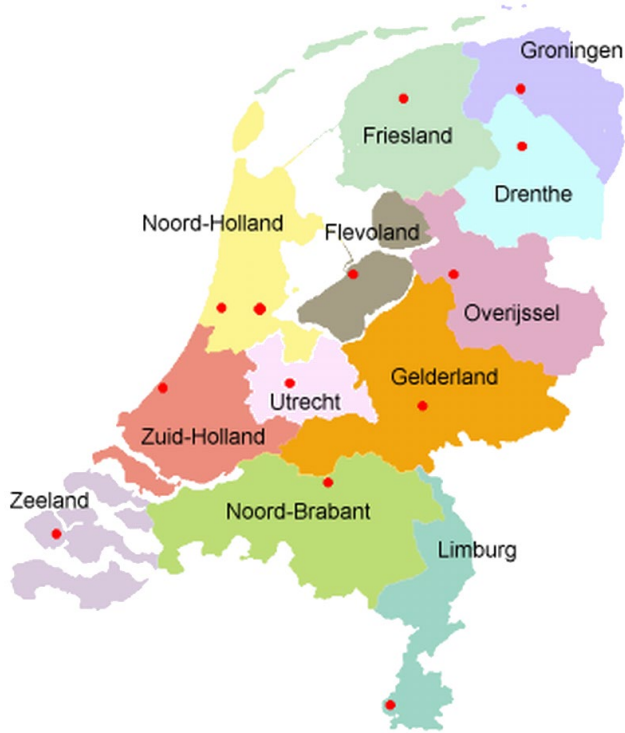 Groningen
Friesland
Drenthe
Noord-Holland
Flevoland
Overijssel
Gelderland
Utrecht
Zuid-Holland
Zeeland
Noord-Brabant
Limburg